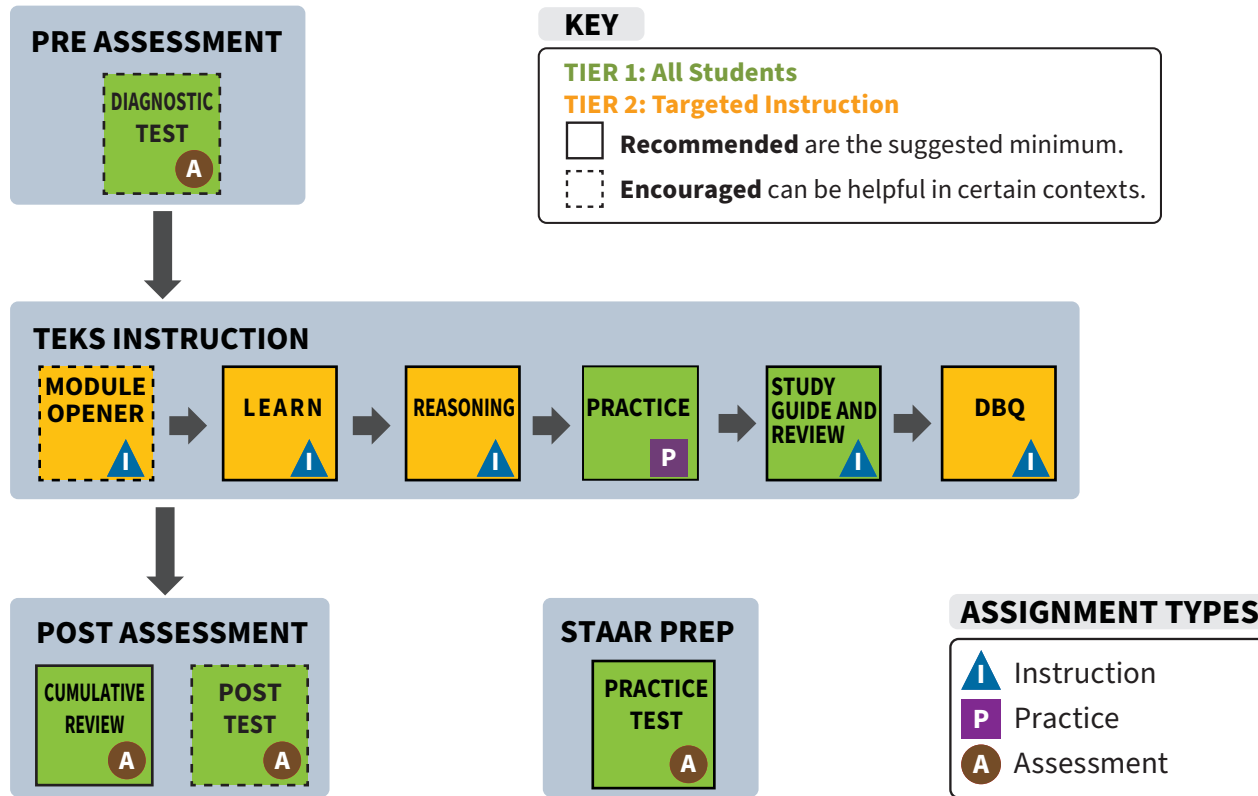 PRE ASSESSMENT
DIAGNOSTIC
TEST
A
KEY
TIER 1: All Students
TIER 2: Targeted Instruction
Recommended are the suggested minimum.
Encouraged can be helpful in certain contexts.
TEKS INSTRUCTION
MODULE
OPENER
I
LEARN
I
REASONING
I
PRACTICE
P
STUDY
GUIDE AND
REVIEW
I
DBQ
I
POST ASSESSMENT
CUMULATIVE
REVIEW
A
POST
TEST
A
STAAR PREP
PRACTICE
TEST
A
ASSIGNMENT TYPES
I Instruction
P Practice
A Assessment